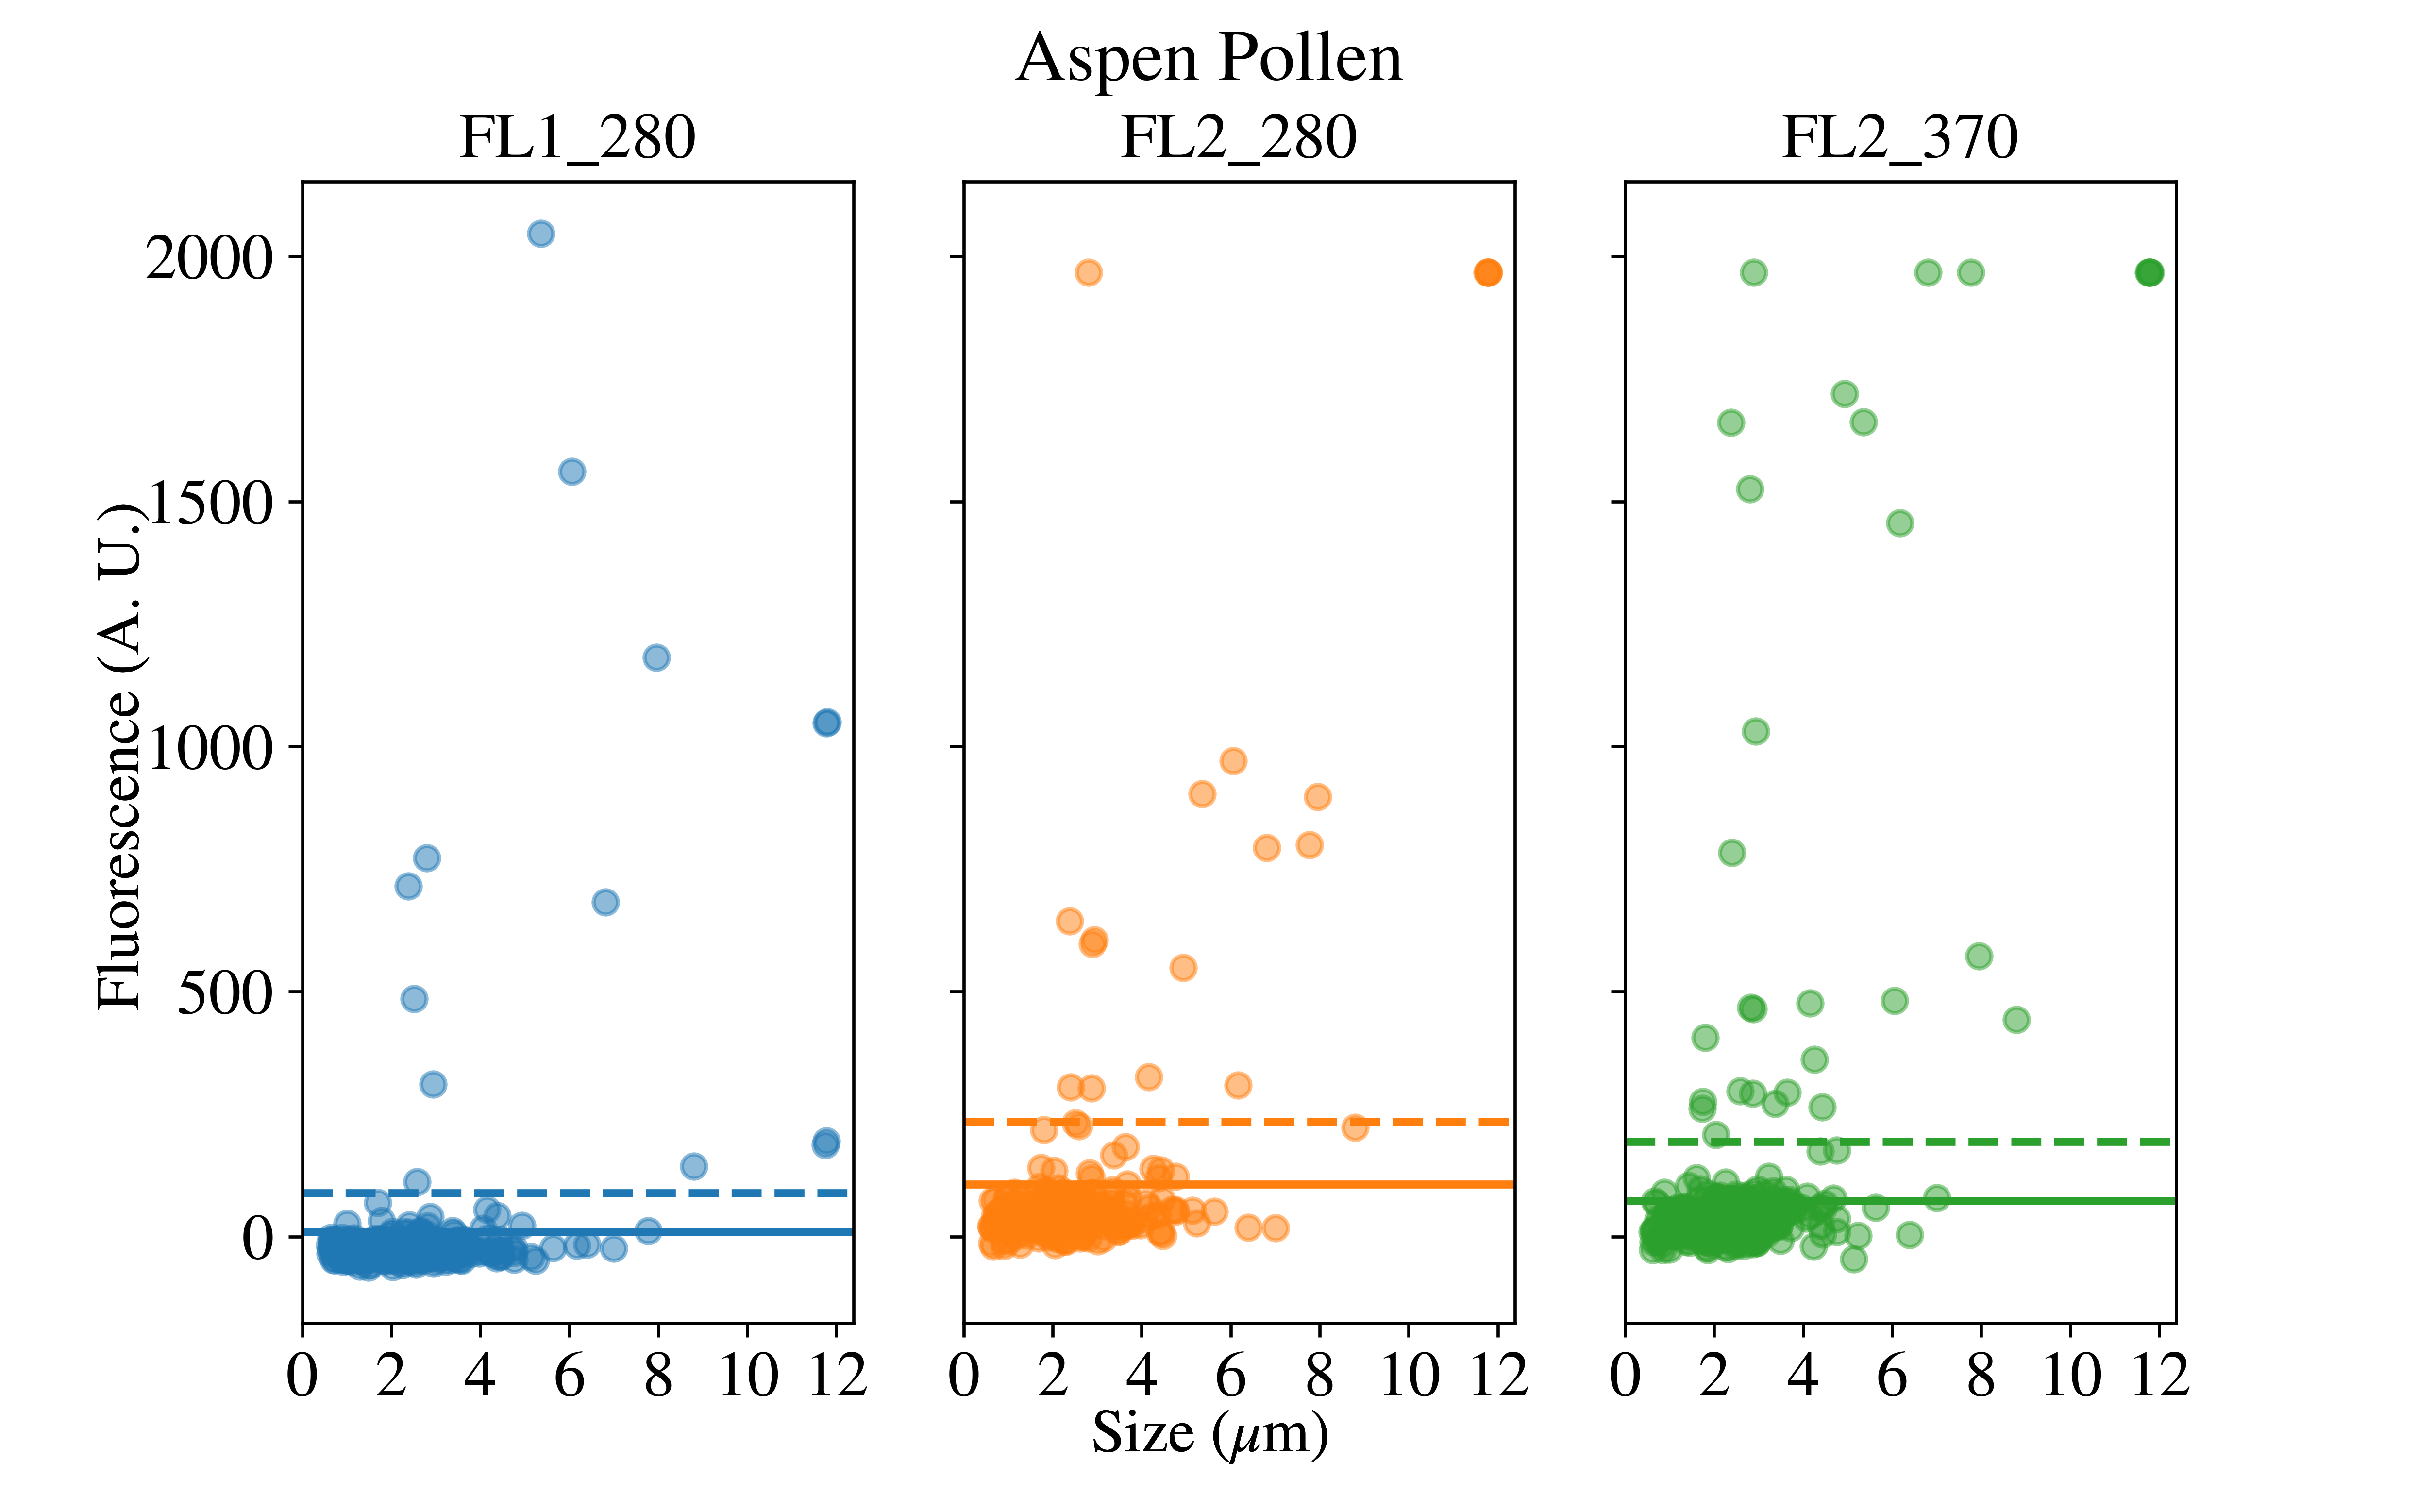 Aspen Pollen
FL1_280 FL2_280 FL2_370
Fluorescence (A. U.)
2000
1500
1000
500
0
0 2 4 6 8 10 12 0 2 4 6 8 10 12 0 2 4 6 8 10 12
Size (μm)